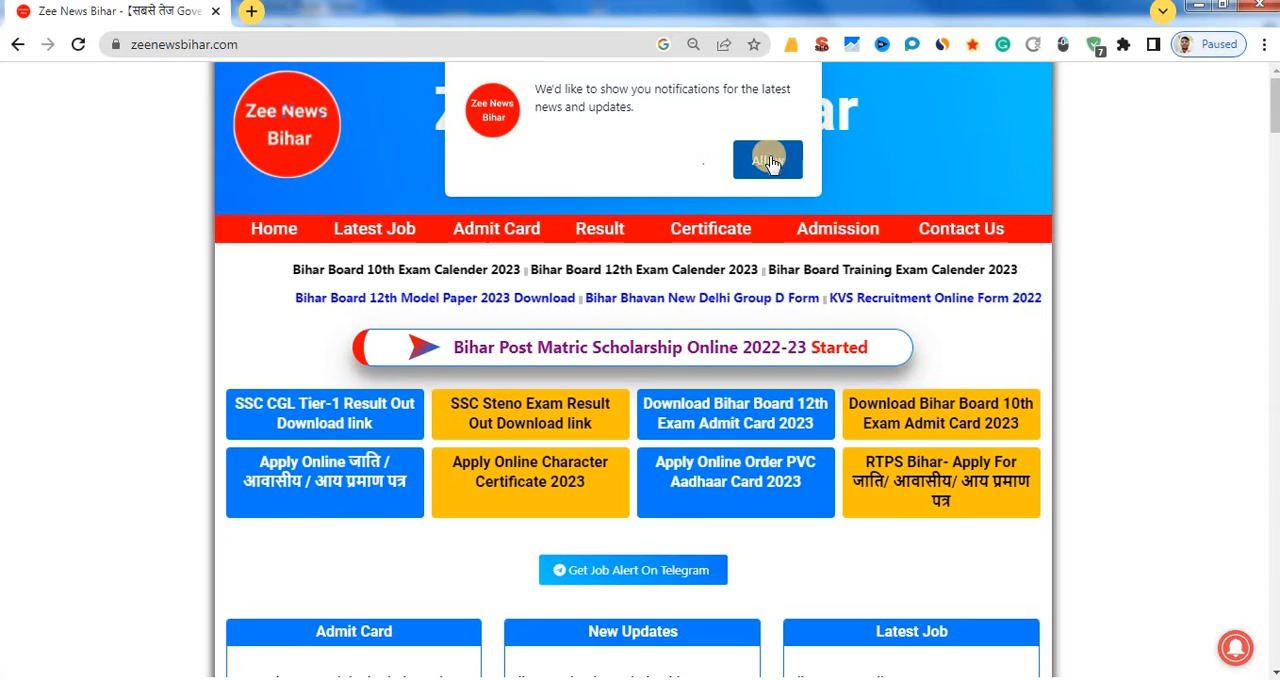 Zee News Bihar - [सबसे तेज Gove
zeenewsbihar.com
7
Paused
Zee News
Bihar
ar
Zee News
Bihar
We'd like to show you notifications for the latest
news and updates.
Allow
Home Latest Job Admit Card Result Certificate Admission Contact Us
Bihar Board 10th Exam Calender 2023 || Bihar Board 12th Exam Calender 2023 || Bihar Board Training Exam Calender 2023
Bihar Board 12th Model Paper 2023 Download || Bihar Bhavan New Delhi Group D Form || KVS Recruitment Online Form 2022
Bihar Post Matric Scholarship Online 2022-23 Started
SSC CGL Tier-1 Result Out
Download link
SSC Steno Exam Result
Out Download link
Download Bihar Board 12th
Exam Admit Card 2023
Download Bihar Board 10th
Exam Admit Card 2023
Apply Online जाति /
आवासीय / आय प्रमाण पत्र
Apply Online Character
Certificate 2023
Apply Online Order PVC
Aadhaar Card 2023
RTPS Bihar- Apply For
जाति/ आवासीय/ आय प्रमाण
पत्र
Get Job Alert On Telegram
Admit Card New Updates Latest Job